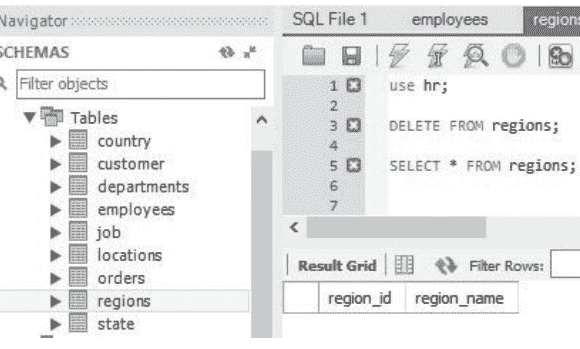 Navigator
SCHEMAS
Filter objects
Tables
country
customer
departments
employees
job
locations
orders
regions
state
SQL File 1 employees regions
1 use hr;
2
3 DELETE FROM regions;
4
5 SELECT * FROM regions;
6
7
Result Grid Filter Rows:
region_id region_name